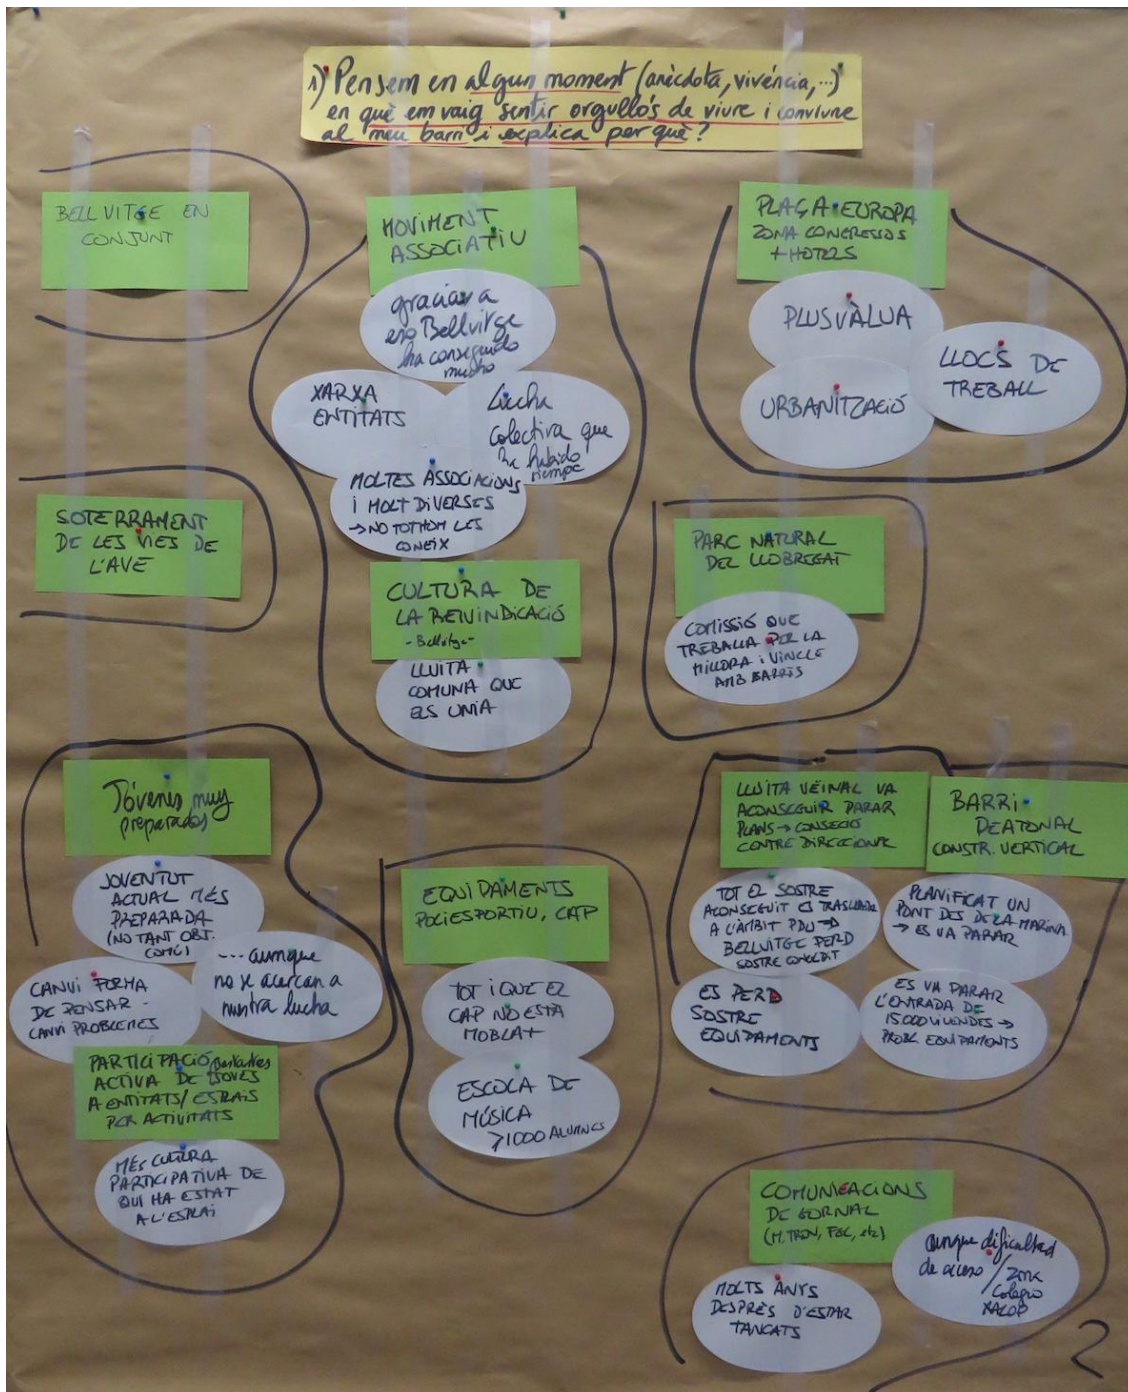 1) Pensem en algun moment (anècdota, vivència, ...)
en què em vaig sentir orgullós de viure i conviure
al meu barri i explica per què?
BELLVITGE EN
CONJUNT
MOVIMENT
ASSOCIATIU
gracias a
eso Bellvitge
ha conseguido
mucho
XARXA
ENTITATS
Lucha
colectiva que
ha habido
siempre
MOLTES ASSOCIACIONS
I MOLT DIVERSES
→ NO TOTHOM LES
CONEIX
CULTURA DE
LA REIVINDICACIÓ
- Bellvitge -
LLUITA
COMUNA QUE
ELS UNIA
PLAÇA EUROPA
ZONA CONGRESSOS
+ HOTELS
PLUSVÀLUA
LLOCS DE
TREBALL
URBANITZACIÓ
SOTERRAMENT
DE LES VIES DE
L'AVE
PARC NATURAL
DEL LLOBREGAT
COMISSIÓ QUE
TREBALLA PER LA
MILLORA i VINCLE
AMB BARRIS
Jóvenes muy
preparados
JOVENTUT
ACTUAL MÉS
PREPARADA
(NO TANT OBJ.
COMÚ)
... aunque
no se acercan a
nuestra lucha
CANVI FORMA
DE PENSAR -
CANVI PROBLEMES
PARTICIPACIÓ
ACTIVA DE JOVES
A ENTITATS/ESPLAIS
PER ACTIVITATS
MÉS CULTURA
PARTICIPATIVA DE
QUI HA ESTAT
A L'ESPLAI
EQUIPAMENTS
POLIESPORTIU, CAP
TOT i QUE EL
CAP NO ESTÀ
MOBLAT
ESCOLA DE
MÚSICA
>1000 ALUMNES
LLUITA VEÏNAL VA
ACONSEGUIR PARAR
PLANS → CONSECIÓ
CONTRE DIRECCIONAL
BARRI
DEATONAL
CONSTR. VERTICAL
TOT EL SOSTRE
ACONSEGUIT ES TRASLLADA
A L'ÀMBIT PDU →
BELLVITGE PERD
SOSTRE
PLANIFICAT UN
PONT DES DE LA MARINA
→ ES VA PARAR
ES PERD
SOSTRE
EQUIPAMENTS
ES VA PARAR
L'ENTRADA DE
15000 VIVENDES →
PROBL EQUIPAMENTS
COMUNICACIONS
DE GORNAL
(M, TREN, FGC, etz)
MOLTS ANYS
DESPRÉS D'ESTAR
TANCATS
aunque dificultad
de acceso / zona
Colegio
XALOC
2